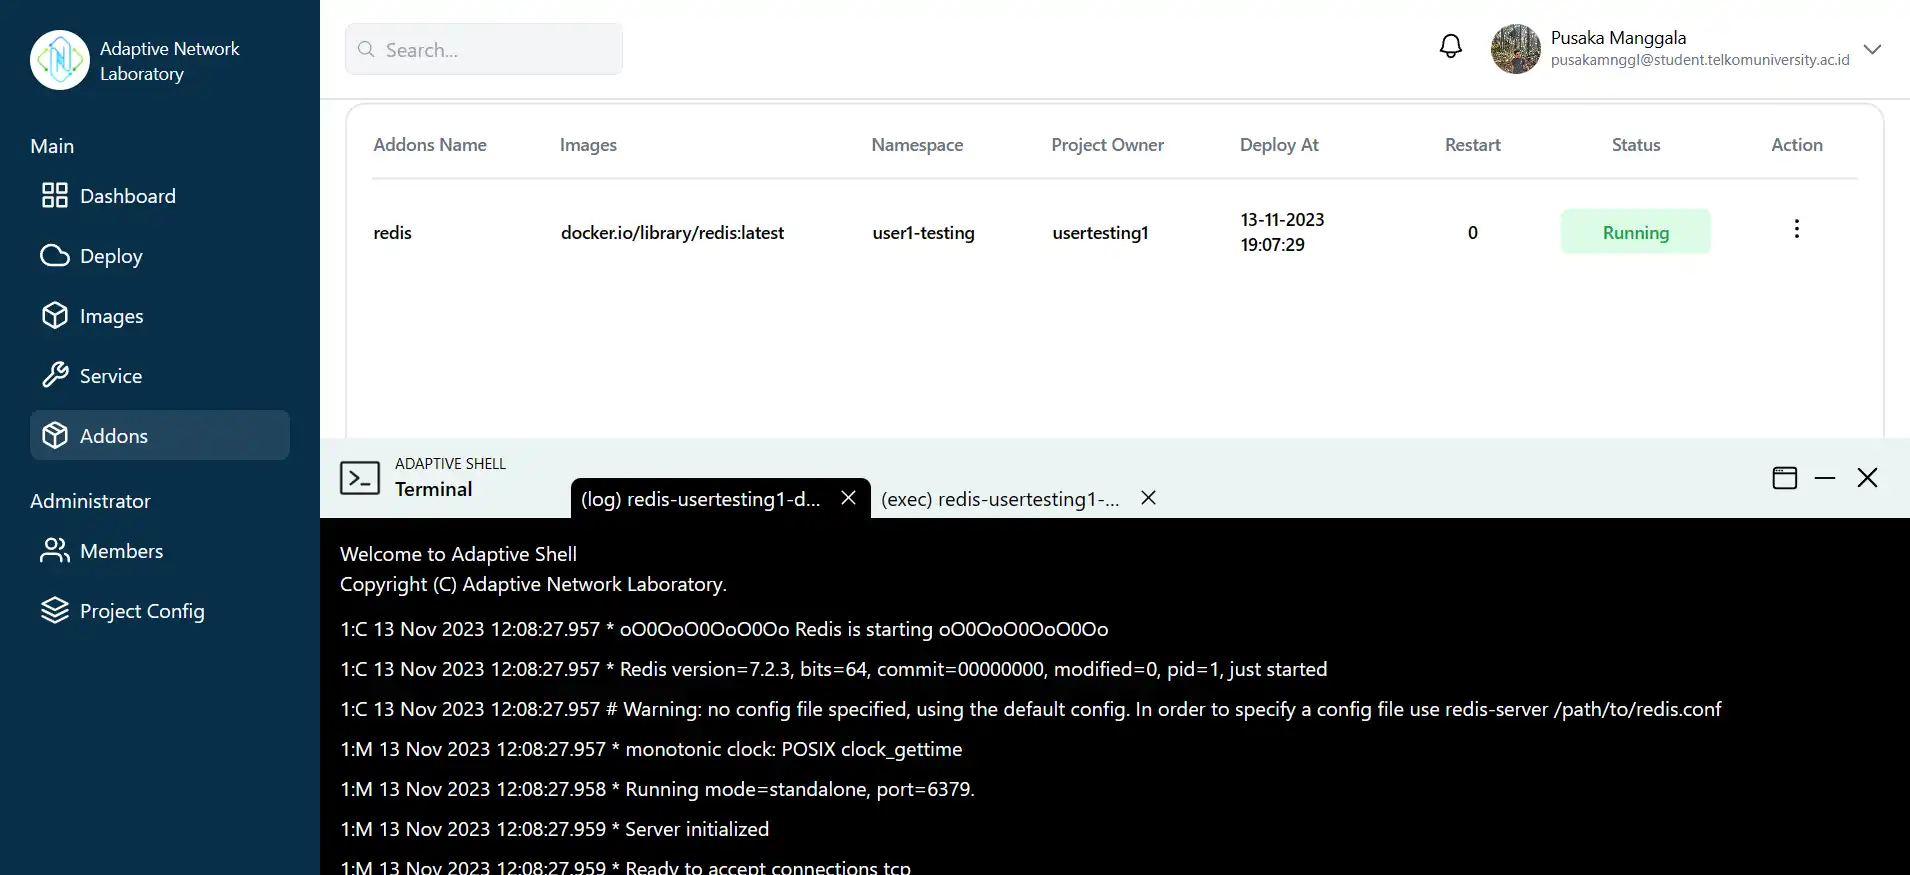 Adaptive Network
Laboratory
Main
Dashboard
Deploy
Images
Service
Addons
Administrator
Members
Project Config
Search...
Pusaka Manggala
pusakamnggl@student.telkomuniversity.ac.id
Addons Name Images Namespace Project Owner Deploy At Restart Status Action
redis docker.io/library/redis:latest user1-testing usertesting1 13-11-2023 0 Running
19:07:29
ADAPTIVE SHELL
Terminal
(log) redis-usertesting1-d... (exec) redis-usertesting1-...
Welcome to Adaptive Shell
Copyright (C) Adaptive Network Laboratory.
1:C 13 Nov 2023 12:08:27.957 * oO0OoO0OoO0Oo Redis is starting oO0OoO0OoO0Oo
1:C 13 Nov 2023 12:08:27.957 * Redis version=7.2.3, bits=64, commit=00000000, modified=0, pid=1, just started
1:C 13 Nov 2023 12:08:27.957 # Warning: no config file specified, using the default config. In order to specify a config file use redis-server /path/to/redis.conf
1:M 13 Nov 2023 12:08:27.957 * monotonic clock: POSIX clock_gettime
1:M 13 Nov 2023 12:08:27.958 * Running mode=standalone, port=6379.
1:M 13 Nov 2023 12:08:27.959 * Server initialized
1:M 13 Nov 2023 12:08:27.959 * Ready to accept connections tcp